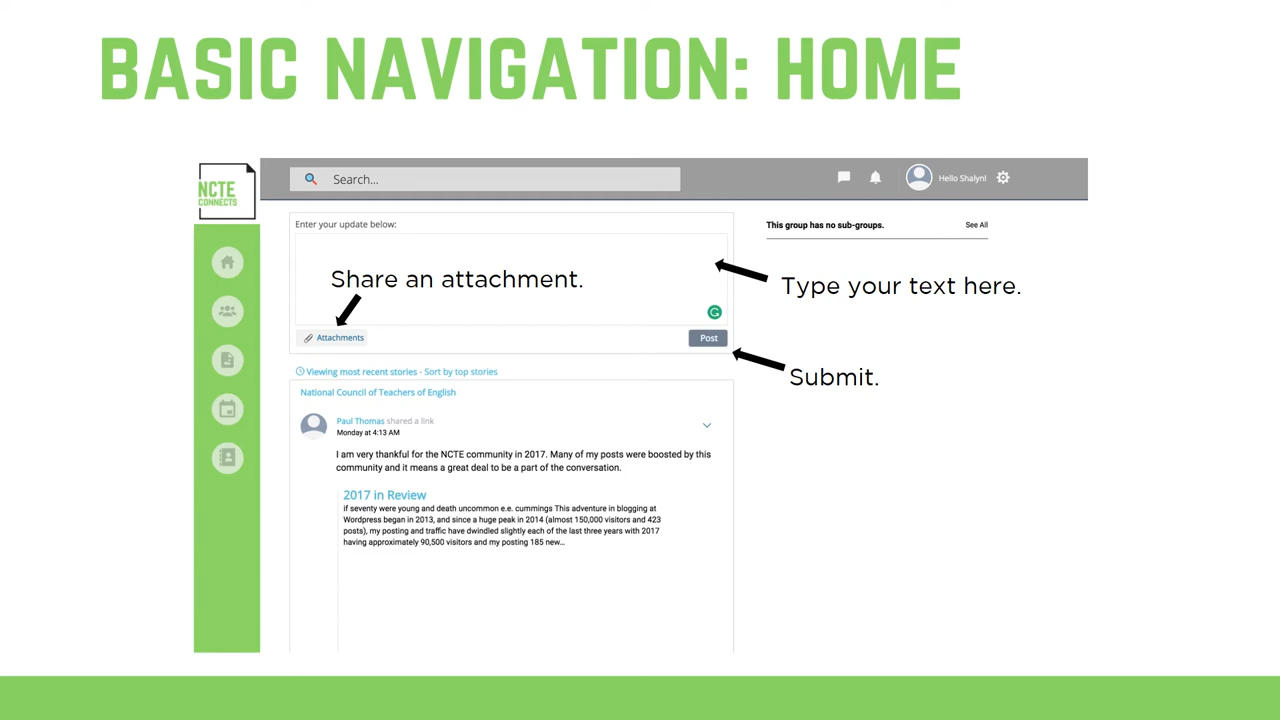 BASIC NAVIGATION: HOME
NCTE
CONNECTS
Search...
Hello Shalyn!
Enter your update below:
This group has no sub-groups.
See All
Share an attachment.
Type your text here.
Attachments
Post
Submit.
Viewing most recent stories - Sort by top stories
National Council of Teachers of English
Paul Thomas shared a link
Monday at 4:13 AM
I am very thankful for the NCTE community in 2017. Many of my posts were boosted by this
community and it means a great deal to be a part of the conversation.
2017 in Review
if seventy were young and death uncommon e.e. cummings This adventure in blogging at
Wordpress began in 2013, and since a huge peak in 2014 (almost 150,000 visitors and 423
posts), my posting and traffic have dwindled slightly each of the last three years with 2017
having approximately 90,500 visitors and my posting 185 new...